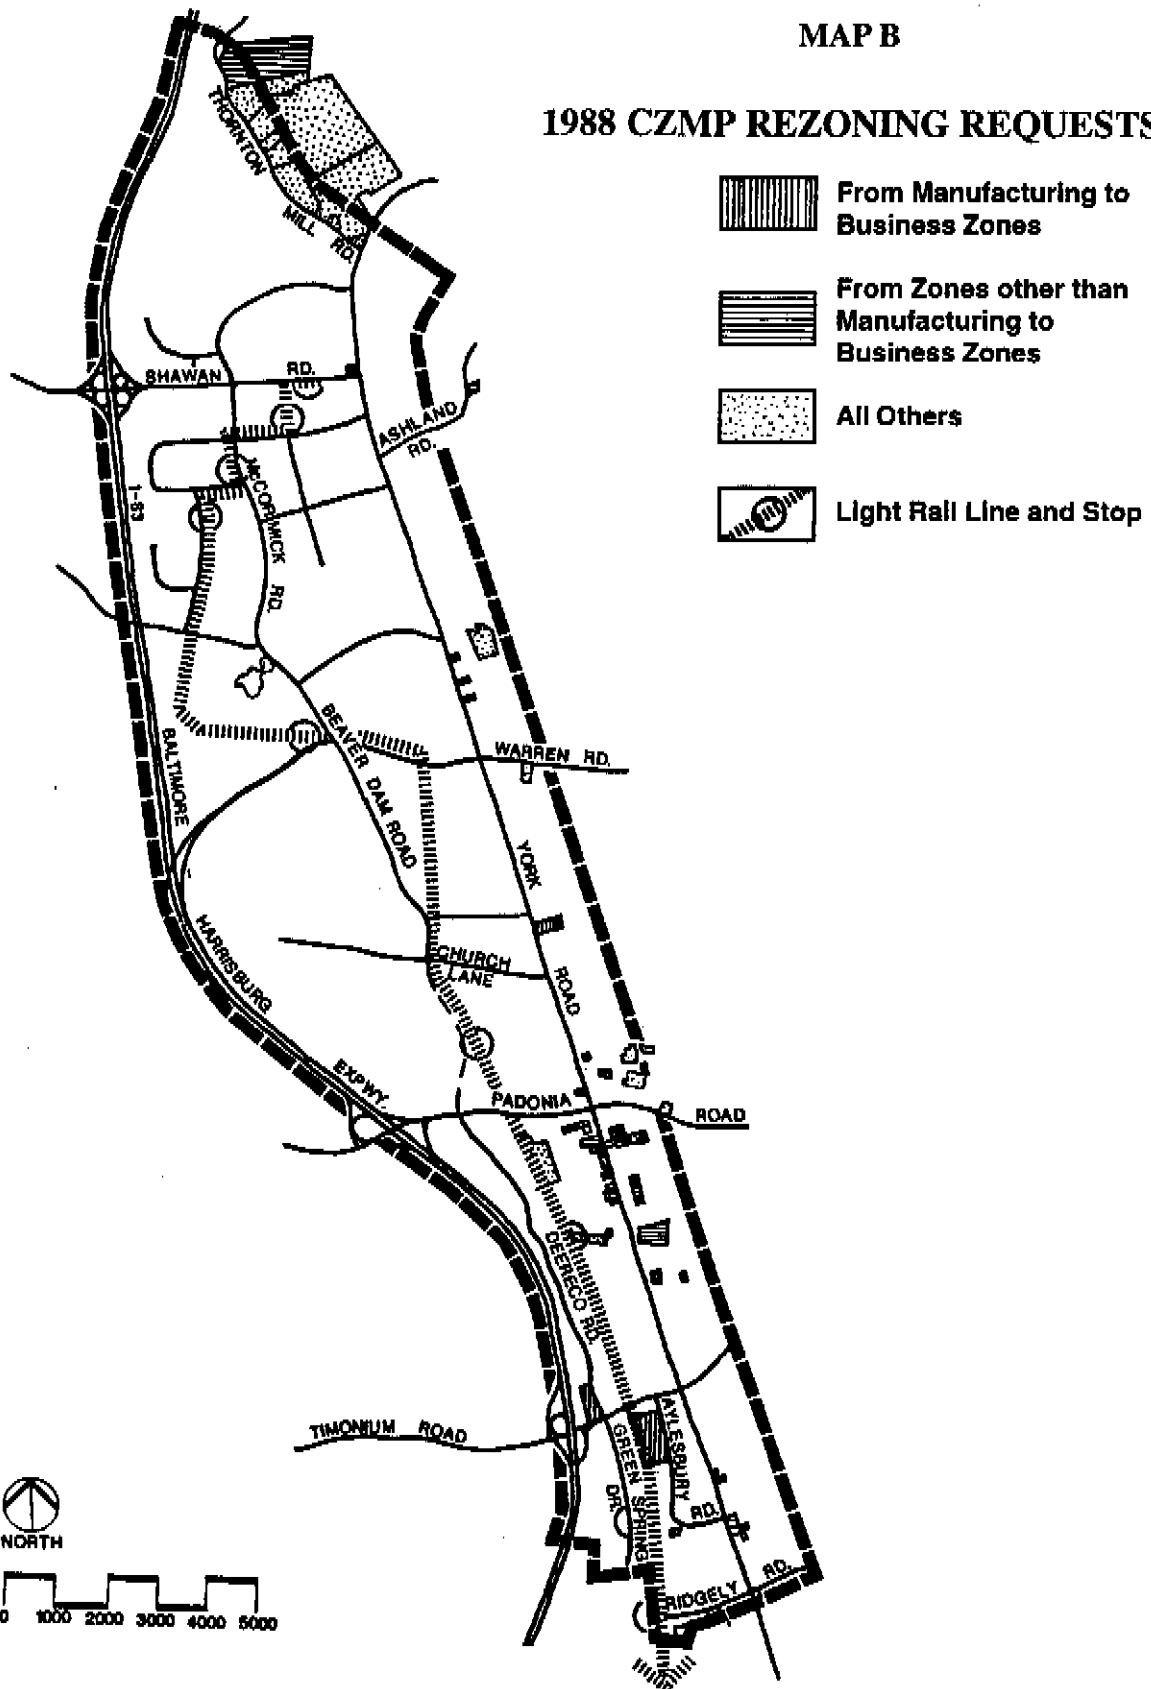 MAP B
1988 CZMP REZONING REQUESTS
From Manufacturing to
Business Zones
From Zones other than
Manufacturing to
Business Zones
All Others
Light Rail Line and Stop
THORNTON
MILL RD.
SHAWAN RD.
ASHLAND
RD.
I-83
McCORMICK RD.
BEAVER DAM ROAD
WARREN RD.
BALTIMORE
HARRISBURG
EXPWY.
YORK
ROAD
CHURCH
LANE
PADONIA ROAD
DEERECO RD.
TIMONIUM ROAD
GREEN SPRING
DR.
AYLESBURY
RD.
RIDGELY RD.
NORTH
0 1000 2000 3000 4000 5000